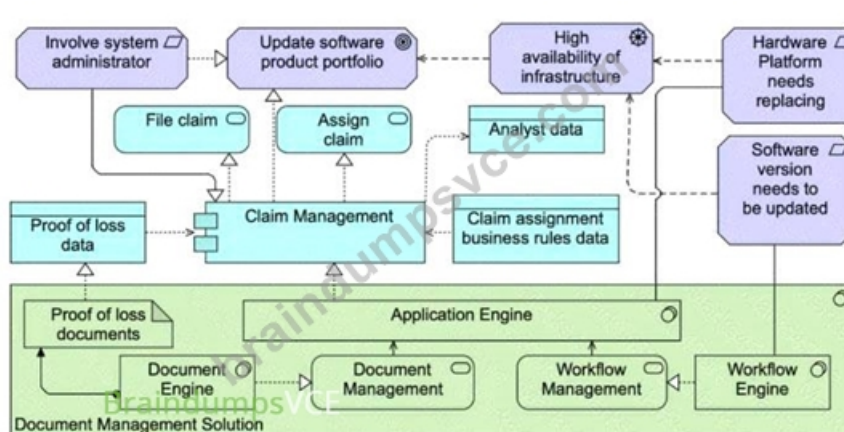 Involve system
administrator
Update software
product portfolio
High
availability of
infrastructure
Hardware
Platform
needs
replacing
File claim
Assign
claim
Analyst data
Software
version
needs to
be updated
Proof of loss
data
Claim Management
Claim assignment
business rules data
Proof of loss
documents
Application Engine
Document
Engine
Document
Management
Workflow
Management
Workflow
Engine
Document Management Solution
braindumpsvce.com
BraindumpsVCE